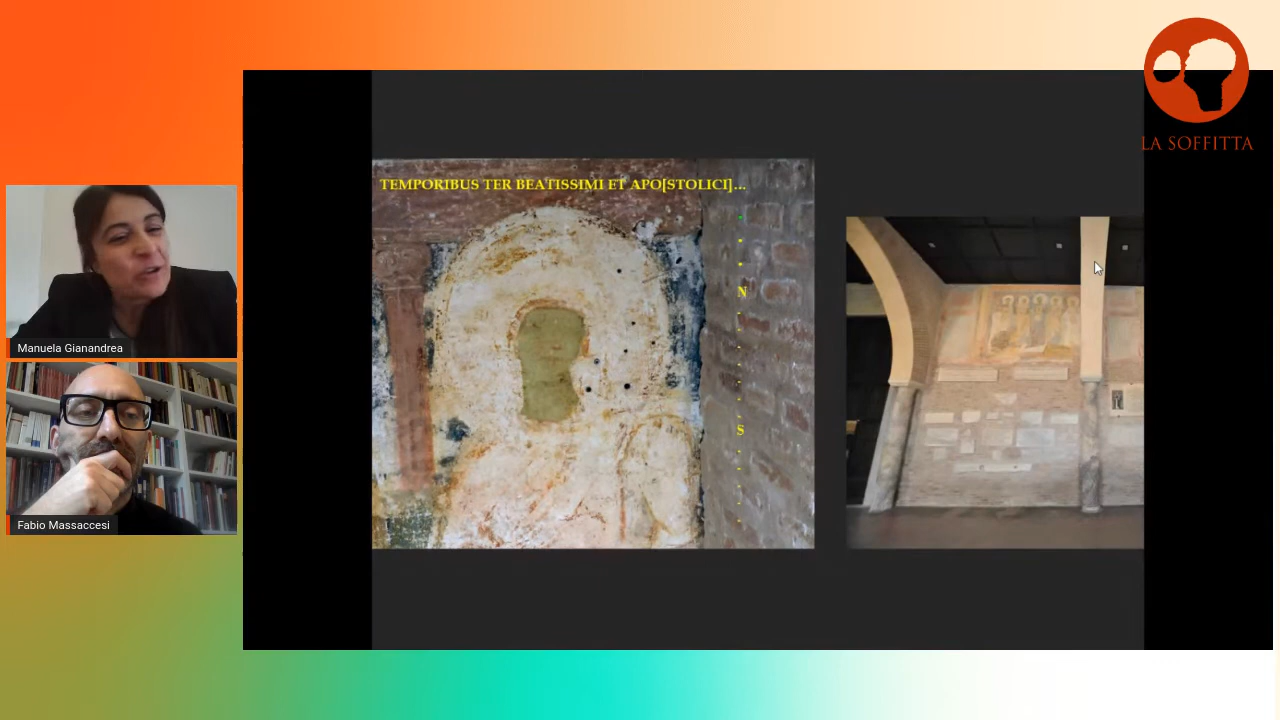 LA SOFFITTA
TEMPORIBUS TER BEATISSIMI ET APO[STOLICI]...
N
S
Manuela Gianandrea
Fabio Massaccesi